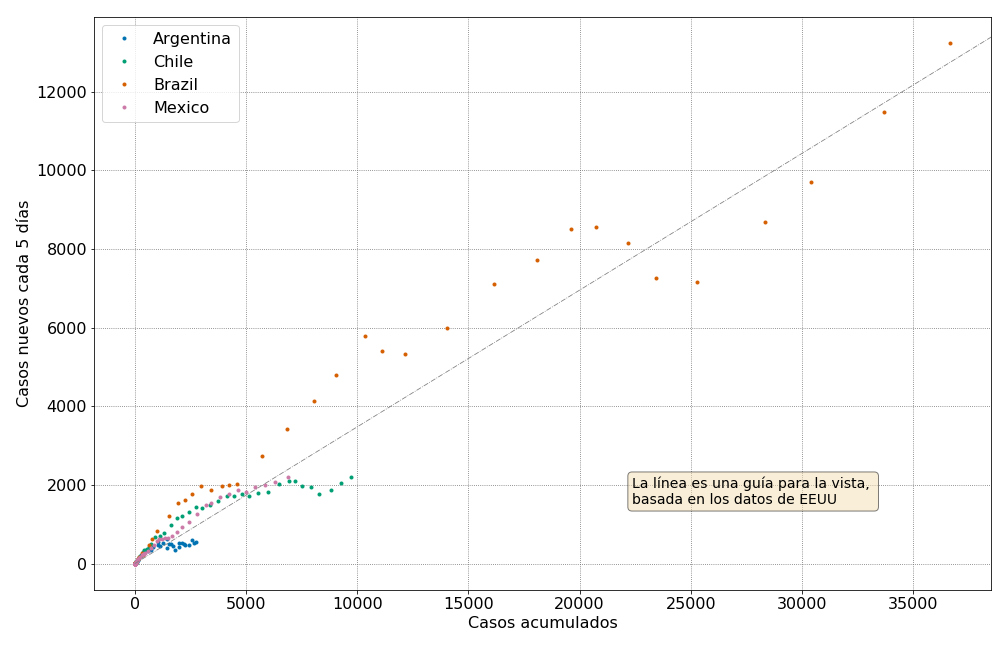 Argentina
Chile
Brazil
Mexico
12000
10000
8000
6000
4000
2000
0
Casos nuevos cada 5 días
La línea es una guía para la vista,
basada en los datos de EEUU
0 5000 10000 15000 20000 25000 30000 35000
Casos acumulados